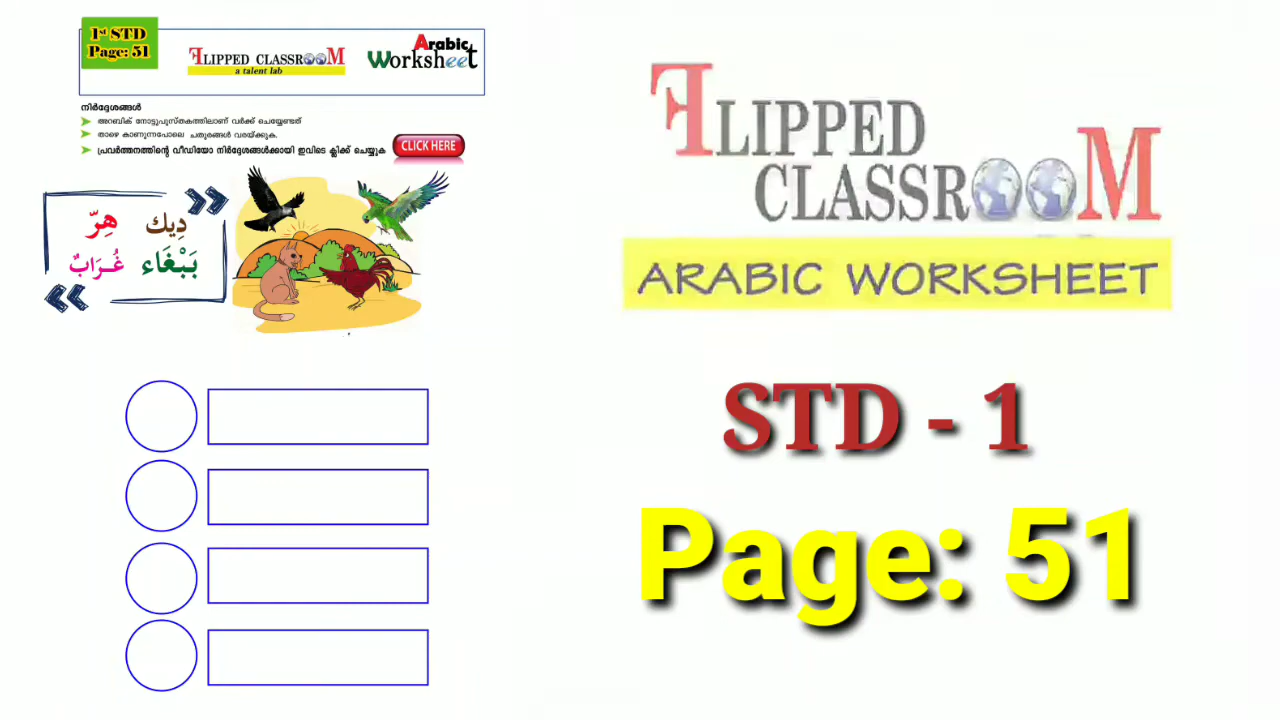 1st STD
Page: 51
FLIPPED CLASSROOM
a talent lab
Arabic
Worksheet
നിർദ്ദേശങ്ങൾ
അറബിക് നോട്ടുപുസ്തകത്തിലാണ് വർക്ക് ചെയ്യേണ്ടത്
താഴെ കാണുന്നപോലെ ചതുരങ്ങൾ വരയ്ക്കുക.
പ്രവർത്തനത്തിന്റെ വീഡിയോ നിർദ്ദേശങ്ങൾക്കായി ഇവിടെ ക്ലിക്ക് ചെയ്യുക
CLICK HERE
دِيك هِرّ
بَبْغَاء غُـرَابٌ
FLIPPED
CLASSROOM
ARABIC WORKSHEET
STD - 1
Page: 51